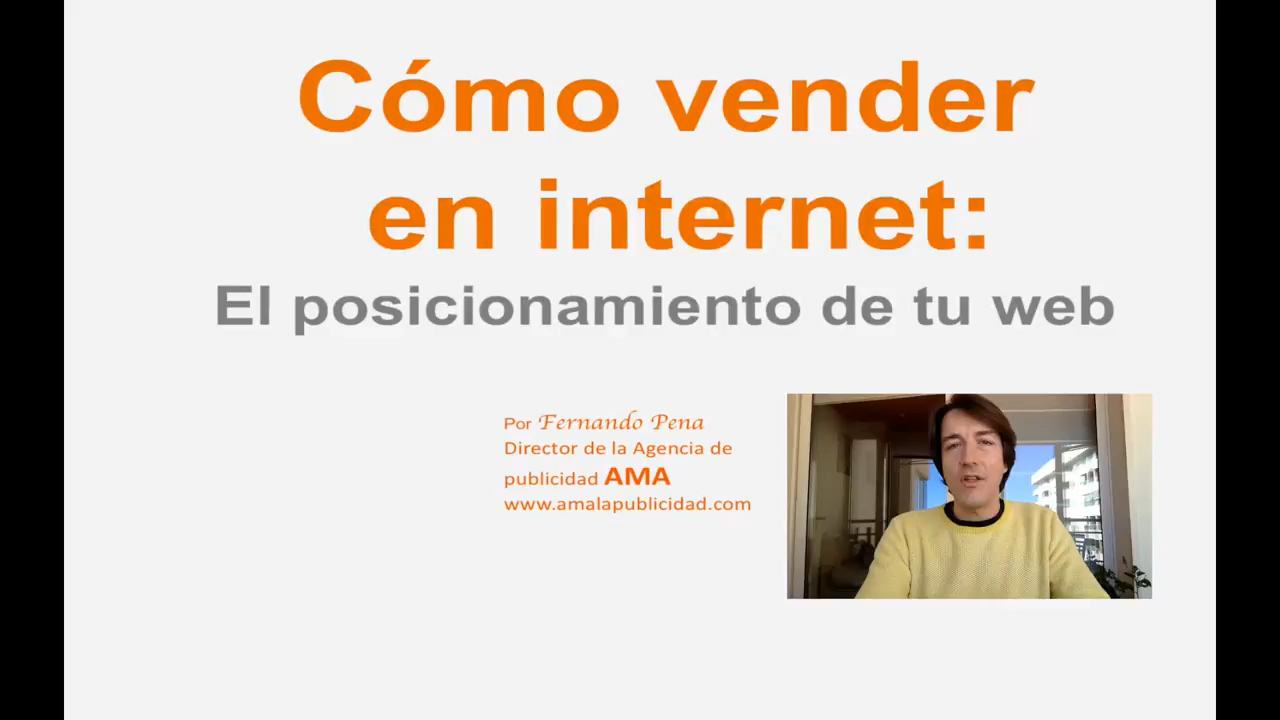 Cómo vender
en internet:
El posicionamiento de tu web
Por Fernando Pena
Director de la Agencia de
publicidad AMA
www.amalapublicidad.com